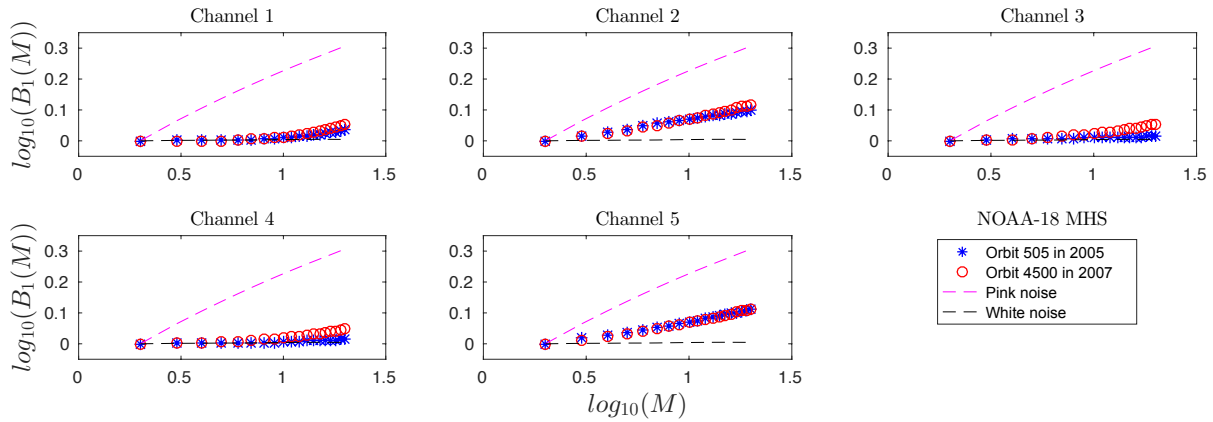 Channel 1
Channel 2
Channel 3
log₁₀(B₁(M))
0.3
0.2
0.1
0
0 0.5 1 1.5
0.3
0.2
0.1
0
0 0.5 1 1.5
0.3
0.2
0.1
0
0 0.5 1 1.5
Channel 4
Channel 5
NOAA-18 MHS
log₁₀(B₁(M))
0.3
0.2
0.1
0
0 0.5 1 1.5
0.3
0.2
0.1
0
0 0.5 1 1.5
log₁₀(M)
Orbit 505 in 2005
Orbit 4500 in 2007
Pink noise
White noise